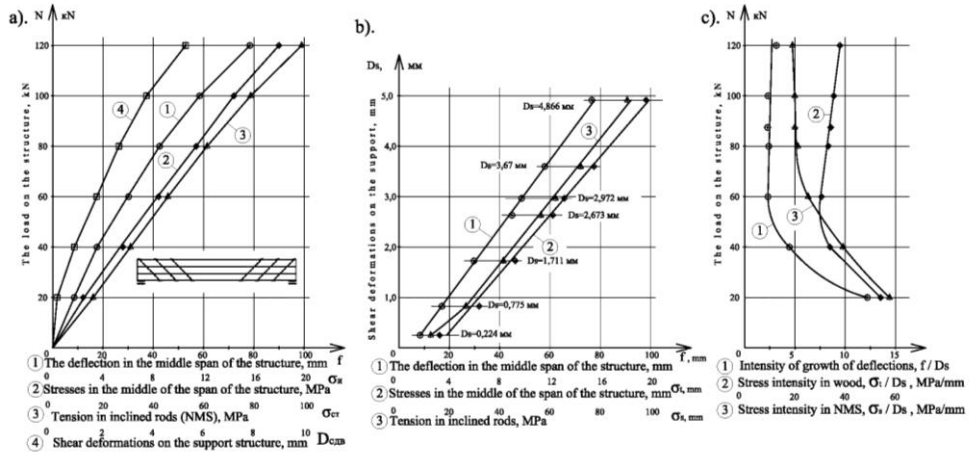 a).
N кN
120
100
80
60
40
20
The load on the structure, kN
4
1
2
3
0 20 40 60 80 100
1 The deflection in the middle span of the structure, mm f
0 4 8 12 16 20 σи
2 Stresses in the middle of the span of the structure, MPa
0 20 40 60 80 100 σст
3 Tension in inclined rods (NMS), MPa
0 2 4 6 8 10
4 Shear deformations on the support structure, mm Dсдв
b).
Ds, мм
5,0
4,0
3,0
2,0
1,0
Shear deformations on the support, mm
Ds=4,866 мм
3
Ds=3,67 мм
Ds=2,972 мм
Ds=2,673 мм
1
2
Ds=1,711 мм
Ds=0,775 мм
Ds=0,224 мм
0 20 40 60 80 100 f, mm
1 The deflection in the middle span of the structure, mm
0 4 8 12 16 20
2 Stresses in the middle of the span of the structure, mm σt, mm
0 20 40 60 80 100
3 Tension in inclined rods, MPa σs, mm
c).
N кN
120
100
80
60
40
20
The load on the structure, kN
2
3
1
0 5 10 15
1 Intensity of growth of deflections, f / Ds
0 5
2 Stress intensity in wood, σt / Ds , MPa/mm
0 20 40 60
3 Stress intensity in NMS, σs / Ds , MPa/mm